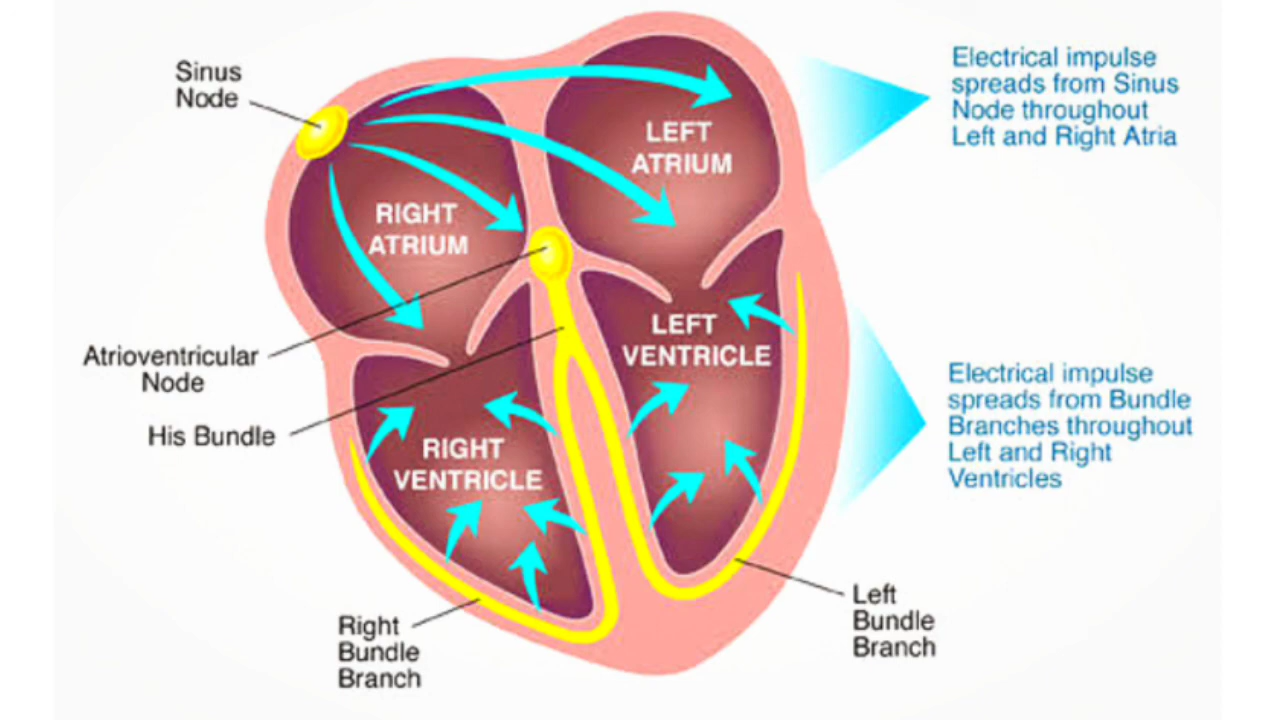 Sinus
Node
Electrical impulse
spreads from Sinus
Node throughout
Left and Right Atria
LEFT
ATRIUM
RIGHT
ATRIUM
Atrioventricular
Node
His Bundle
LEFT
VENTRICLE
RIGHT
VENTRICLE
Electrical impulse
spreads from Bundle
Branches throughout
Left and Right
Ventricles
Right
Bundle
Branch
Left
Bundle
Branch